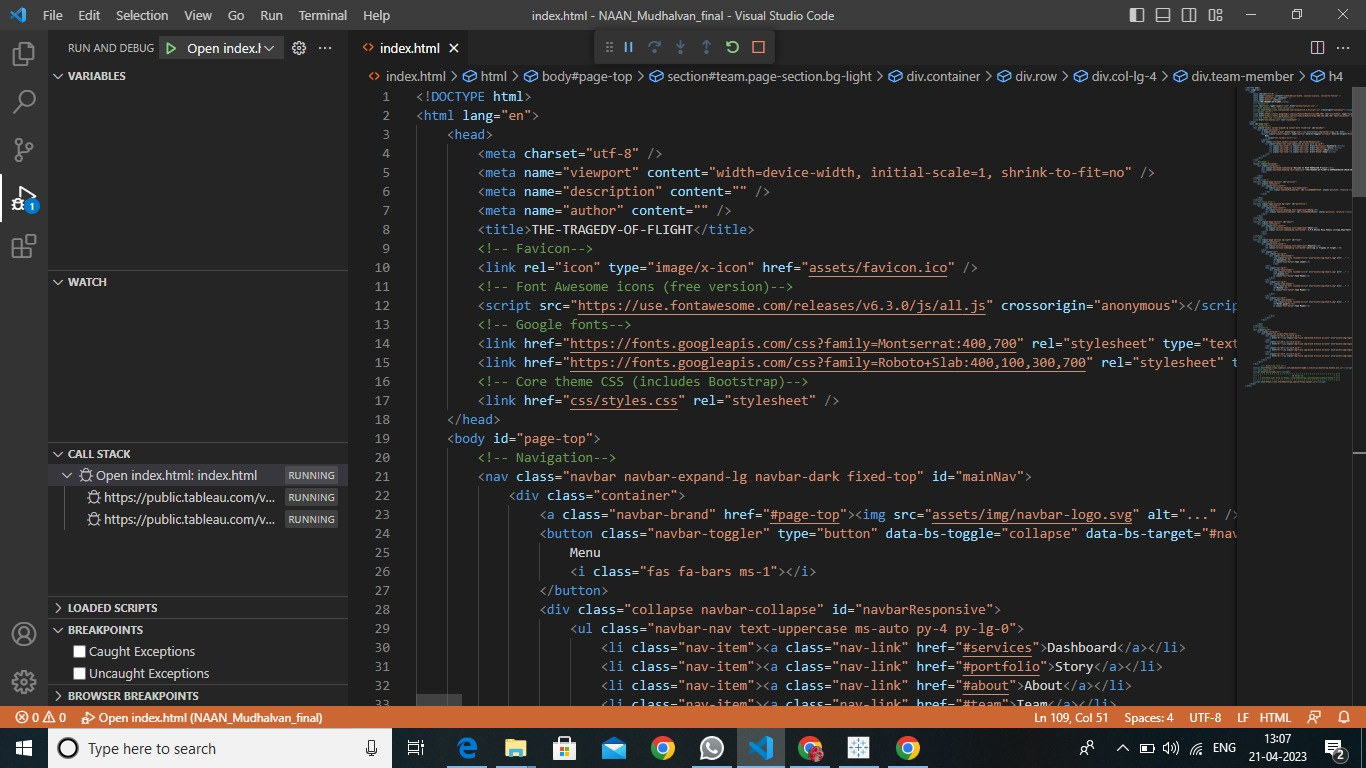 File Edit Selection View Go Run Terminal Help
index.html - NAAN_Mudhalvan_final - Visual Studio Code
RUN AND DEBUG
Open index.h
index.html
VARIABLES
index.html > html > body#page-top > section#team.page-section.bg-light > div.container > div.row > div.col-lg-4 > div.team-member > h4
1 <!DOCTYPE html>
2 <html lang="en">
3 <head>
4 <meta charset="utf-8" />
5 <meta name="viewport" content="width=device-width, initial-scale=1, shrink-to-fit=no" />
6 <meta name="description" content="" />
7 <meta name="author" content="" />
8 <title>THE-TRAGEDY-OF-FLIGHT</title>
9 <!-- Favicon-->
10 <link rel="icon" type="image/x-icon" href="assets/favicon.ico" />
11 <!-- Font Awesome icons (free version)-->
12 <script src="https://use.fontawesome.com/releases/v6.3.0/js/all.js" crossorigin="anonymous"></scrip
13 <!-- Google fonts-->
14 <link href="https://fonts.googleapis.com/css?family=Montserrat:400,700" rel="stylesheet" type="text
15 <link href="https://fonts.googleapis.com/css?family=Roboto+Slab:400,100,300,700" rel="stylesheet" t
16 <!-- Core theme CSS (includes Bootstrap)-->
17 <link href="css/styles.css" rel="stylesheet" />
18 </head>
19 <body id="page-top">
20 <!-- Navigation-->
21 <nav class="navbar navbar-expand-lg navbar-dark fixed-top" id="mainNav">
22 <div class="container">
23 <a class="navbar-brand" href="#page-top"><img src="assets/img/navbar-logo.svg" alt="..." />
24 <button class="navbar-toggler" type="button" data-bs-toggle="collapse" data-bs-target="#nav
25 Menu
26 <i class="fas fa-bars ms-1"></i>
27 </button>
28 <div class="collapse navbar-collapse" id="navbarResponsive">
29 <ul class="navbar-nav text-uppercase ms-auto py-4 py-lg-0">
30 <li class="nav-item"><a class="nav-link" href="#services">Dashboard</a></li>
31 <li class="nav-item"><a class="nav-link" href="#portfolio">Story</a></li>
32 <li class="nav-item"><a class="nav-link" href="#about">About</a></li>
33 <li class="nav-item"><a class="nav-link" href="#team">Team</a></li>
1
WATCH
CALL STACK
Open index.html: index.html RUNNING
https://public.tableau.com/v... RUNNING
https://public.tableau.com/v... RUNNING
LOADED SCRIPTS
BREAKPOINTS
Caught Exceptions
Uncaught Exceptions
BROWSER BREAKPOINTS
0 0 Open index.html (NAAN_Mudhalvan_final)
Ln 109, Col 51 Spaces: 4 UTF-8 LF HTML
Type here to search
ENG
13:07
21-04-2023
2